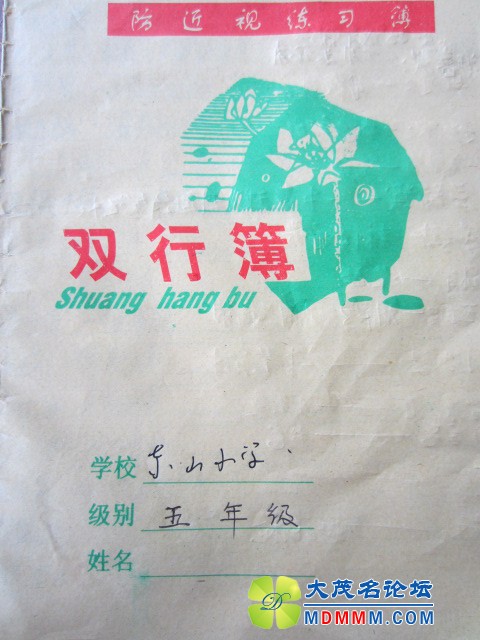 防近视练习簿
双行簿
Shuang hang bu
学校 东山小学
级别 五年级
姓名
大茂名论坛
MDMMM.COM